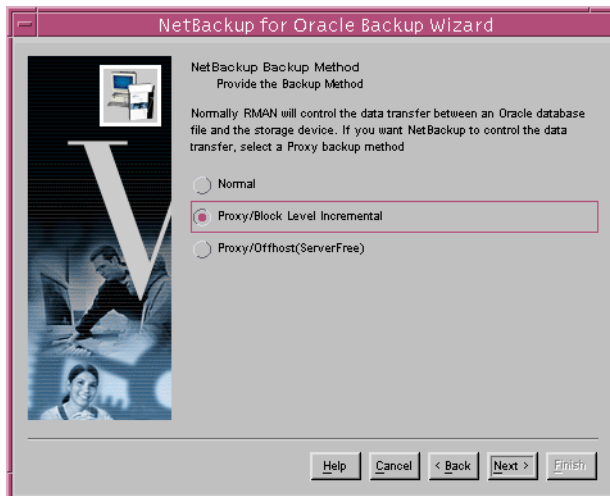 NetBackup for Oracle Backup Wizard
NetBackup Backup Method
Provide the Backup Method
Normally RMAN will control the data transfer between an Oracle database
file and the storage device. If you want NetBackup to control the data
transfer, select a Proxy backup method
Normal
Proxy/Block Level Incremental
Proxy/Offhost(ServerFree)
V
Help Cancel < Back Next > Finish